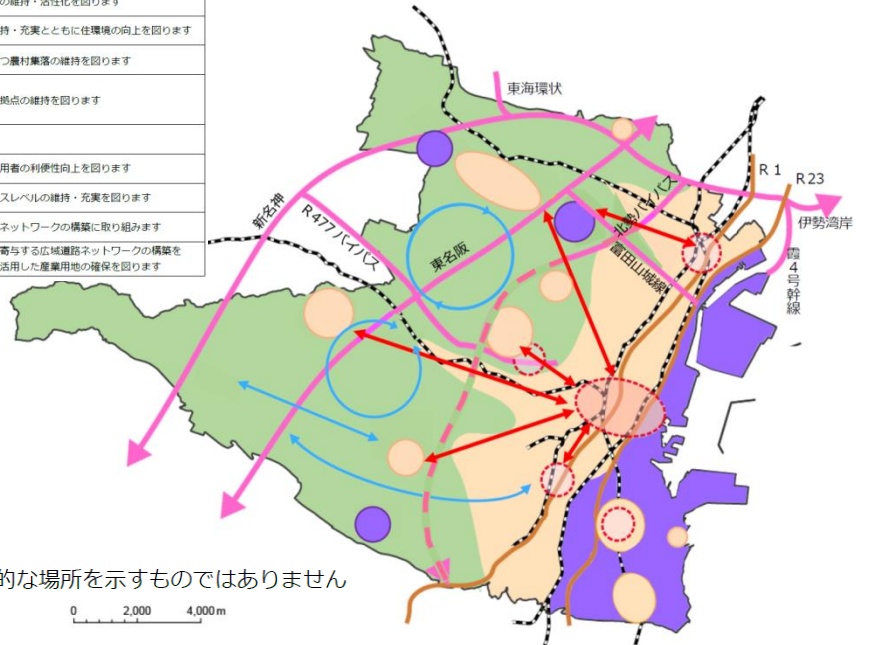 の維持・活性化を図ります
持・充実とともに住環境の向上を図ります
つ農村集落の維持を図ります
拠点の維持を図ります
用者の利便性向上を図ります
スレベルの維持・充実を図ります
ネットワークの構築に取り組みます
寄与する広域道路ネットワークの構築を
活用した産業用地の確保を図ります
東海環状
R 1
R 23
新名神
R 477 バイパス
北勢バイパス
伊勢湾岸
東名阪
富田山城線
霞4号幹線
的な場所を示すものではありません
0 2,000 4,000 m